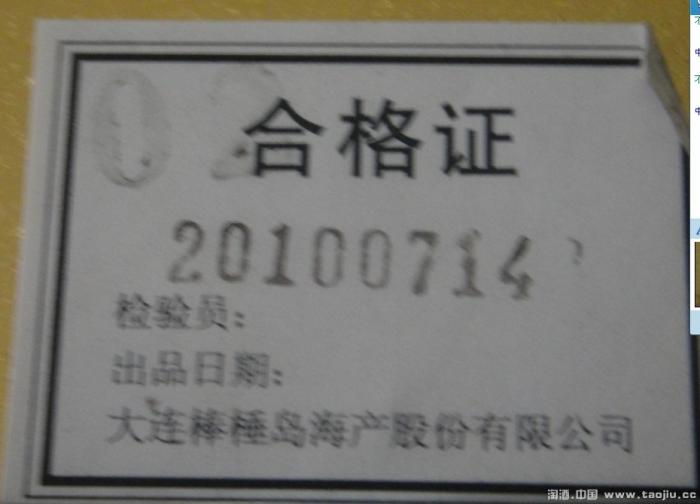 02
合格证
20100714
检验员：
出品日期：
大连棒棰岛海产股份有限公司
淘酒.中国 www.taojiu.cc